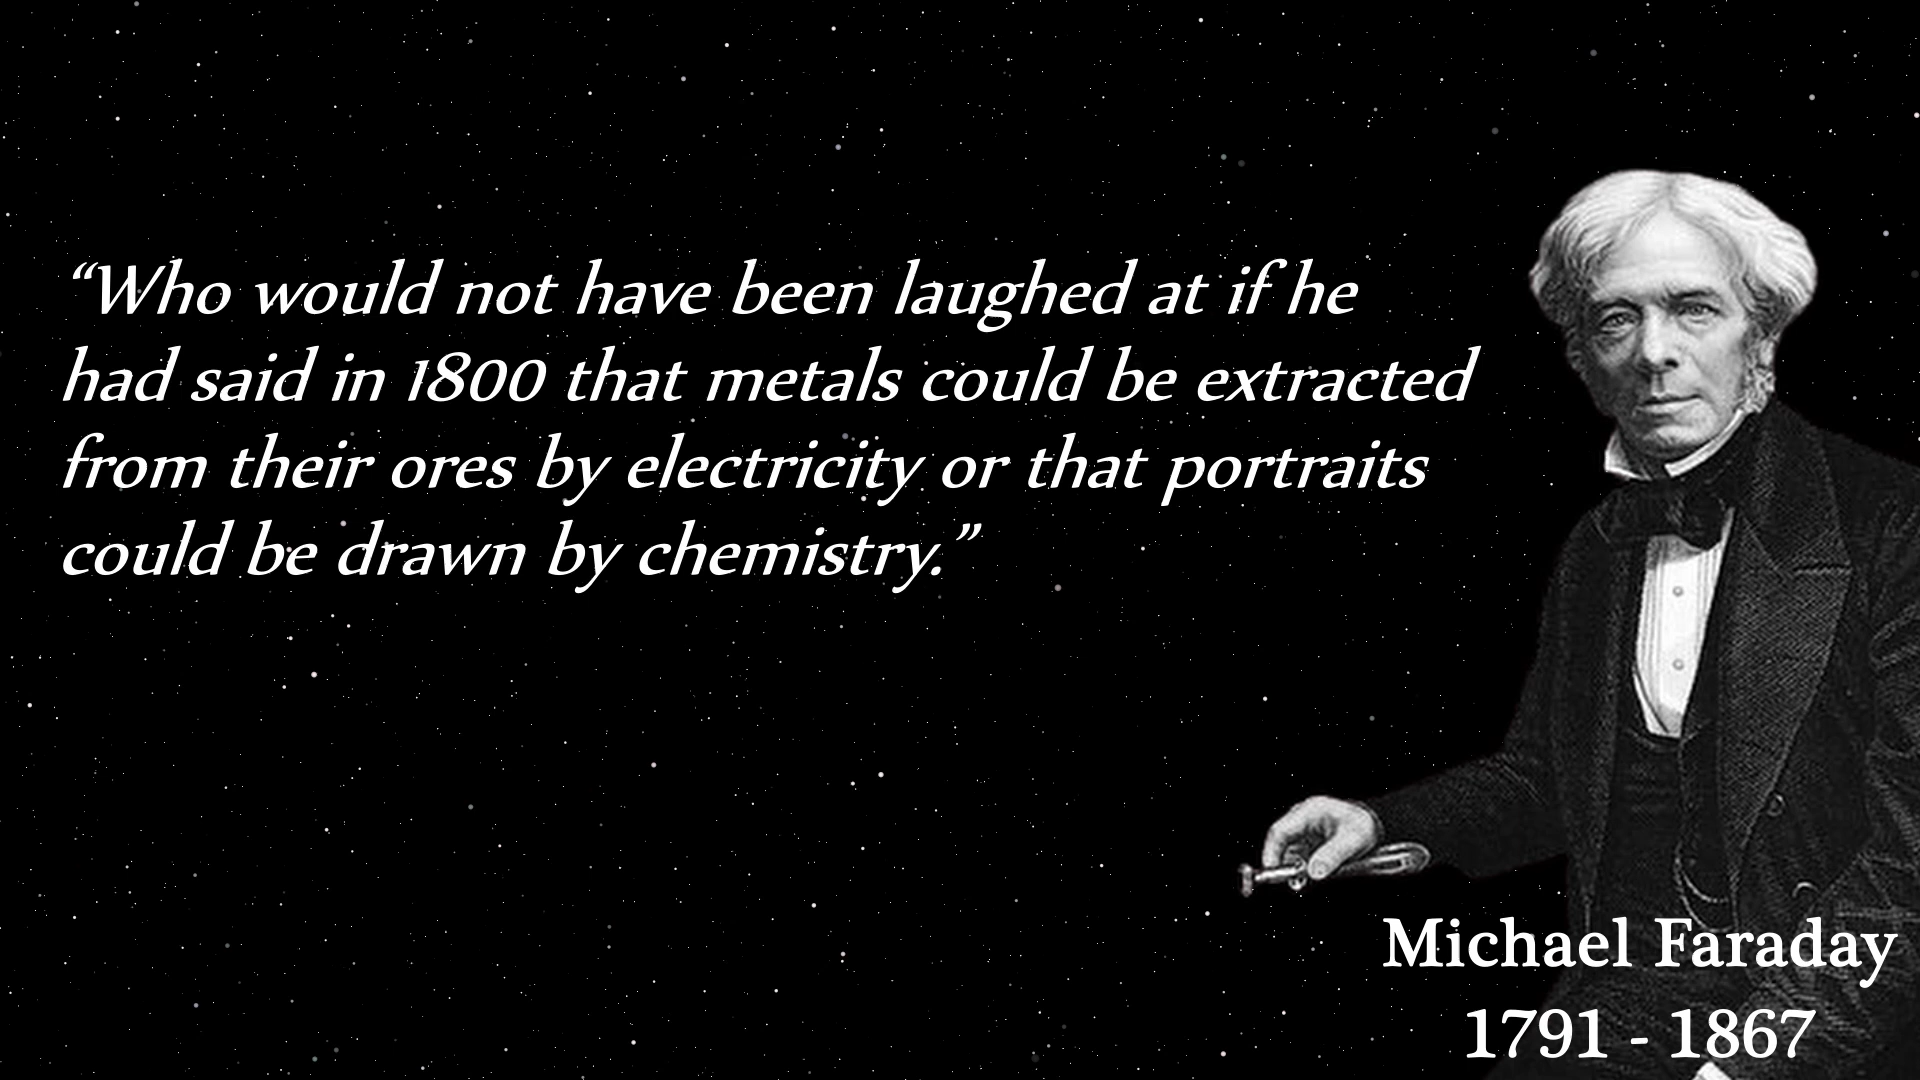 “Who would not have been laughed at if he
had said in 1800 that metals could be extracted
from their ores by electricity or that portraits
could be drawn by chemistry.”
Michael Faraday
1791 - 1867